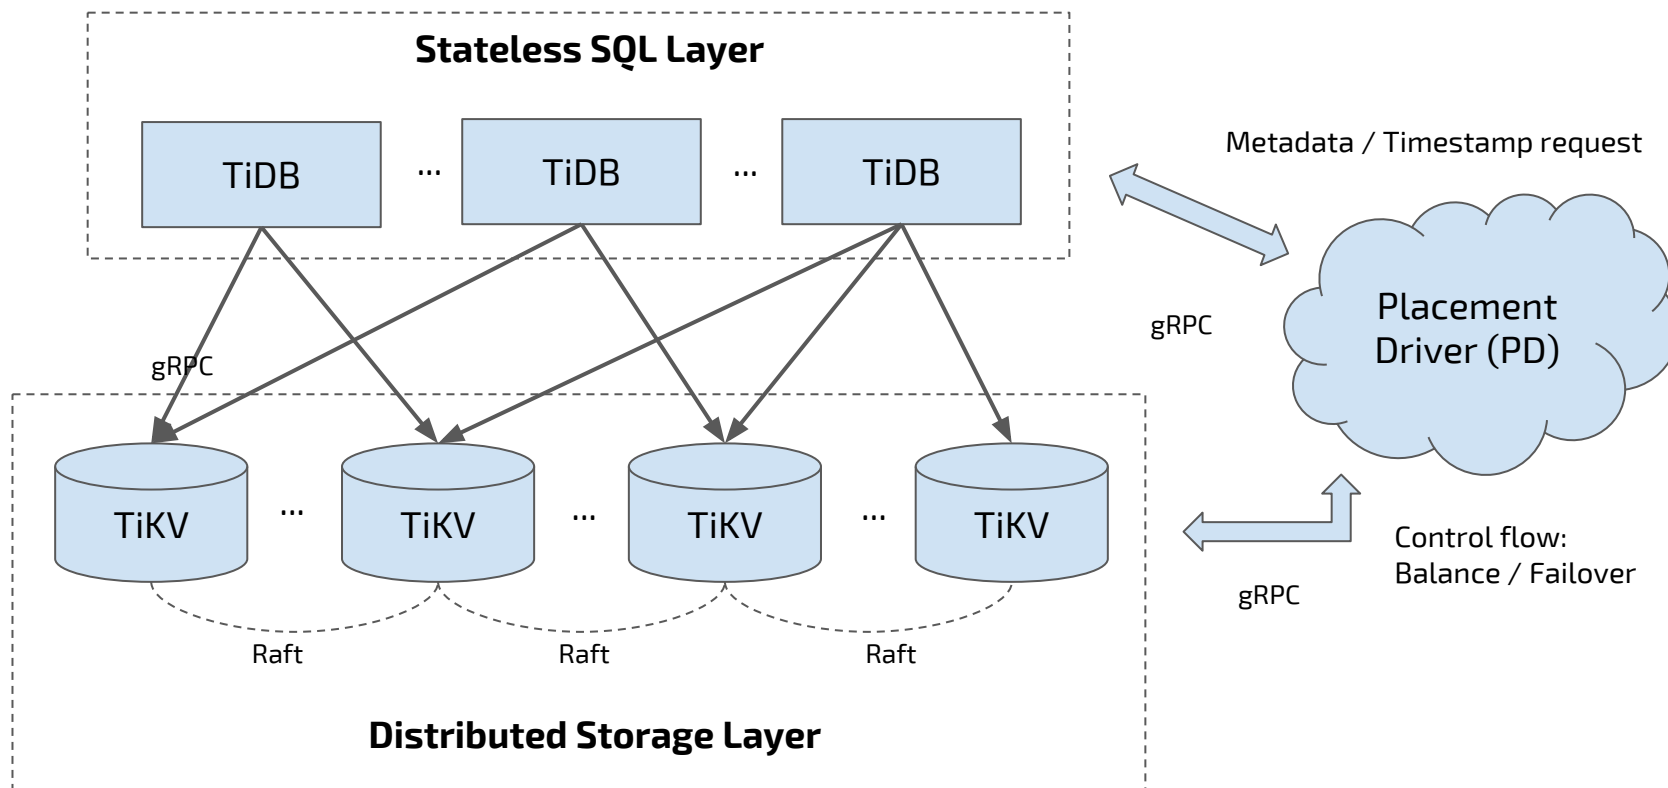 Stateless SQL Layer
TiDB ... TiDB ... TiDB
Metadata / Timestamp request
gRPC
Placement
Driver (PD)
gRPC
TiKV ... TiKV ... TiKV ... TiKV
Control flow:
Balance / Failover
gRPC
Raft Raft Raft
Distributed Storage Layer